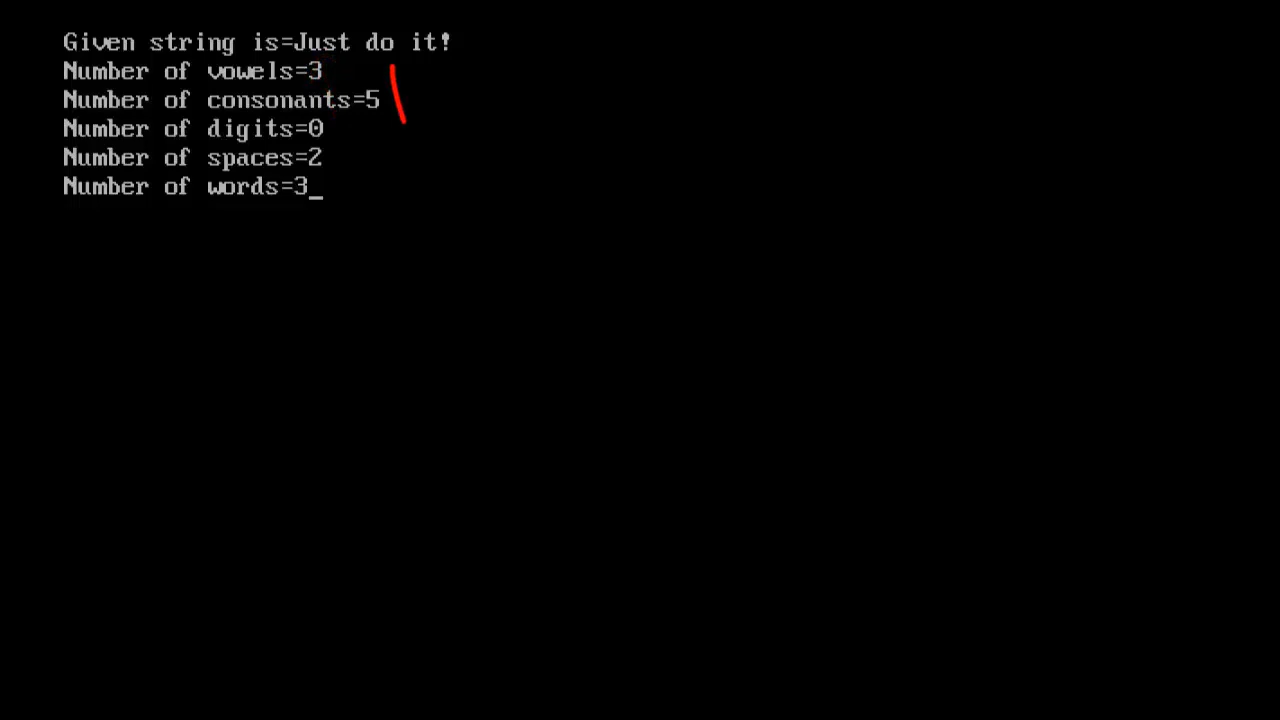 Given string is=Just do it!
Number of vowels=3
Number of consonants=5
Number of digits=0
Number of spaces=2
Number of words=3_